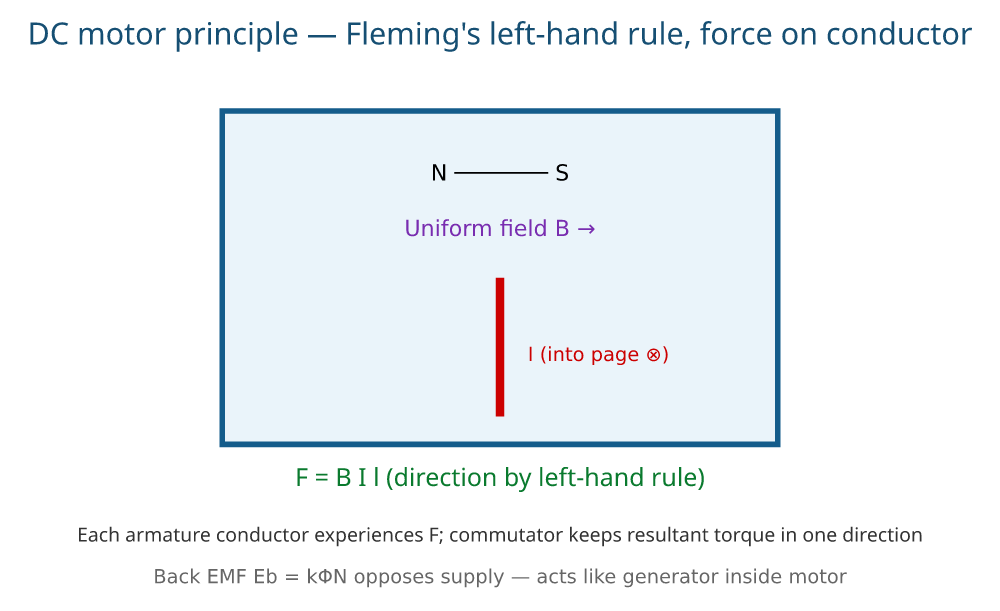 DC motor principle — Fleming's left-hand rule, force on conductor
N S
Uniform field B →
I (into page ⊗)
F = B I l (direction by left-hand rule)
Each armature conductor experiences F; commutator keeps resultant torque in one direction
Back EMF Eb = kΦN opposes supply — acts like generator inside motor